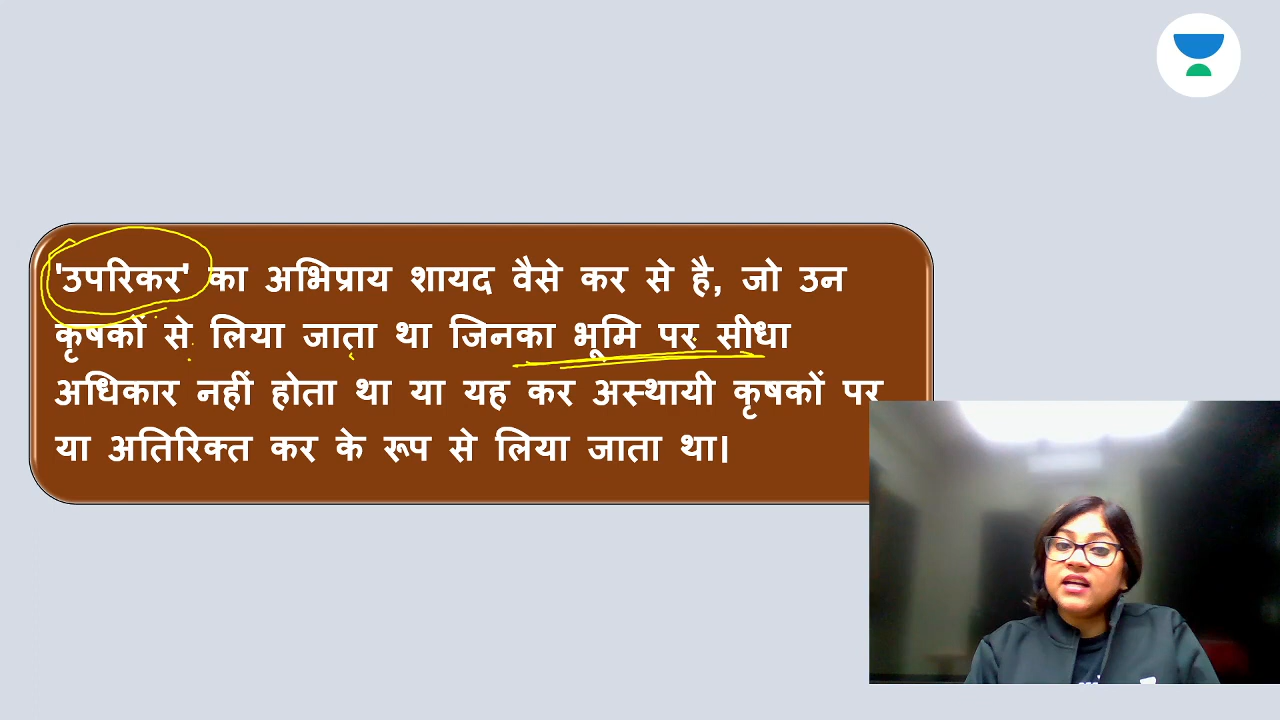 'उपरिकर' का अभिप्राय शायद वैसे कर से है, जो उन
कृषकों से लिया जाता था जिनका भूमि पर सीधा
अधिकार नहीं होता था या यह कर अस्थायी कृषकों पर
या अतिरिक्त कर के रूप से लिया जाता था।